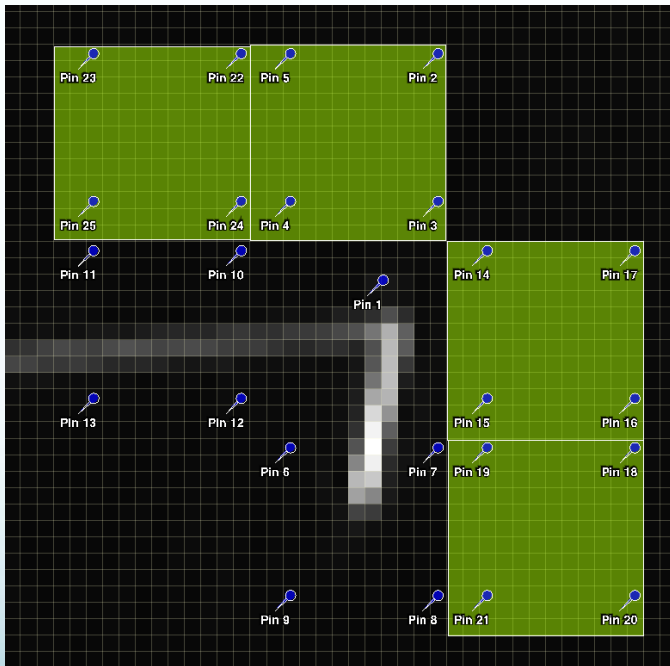 Pin 23 Pin 22 Pin 5 Pin 2
Pin 25 Pin 24 Pin 4 Pin 3
Pin 11 Pin 10 Pin 14 Pin 17
Pin 1
Pin 13 Pin 12 Pin 15 Pin 16
Pin 6 Pin 7 Pin 19 Pin 18
Pin 9 Pin 8 Pin 21 Pin 20